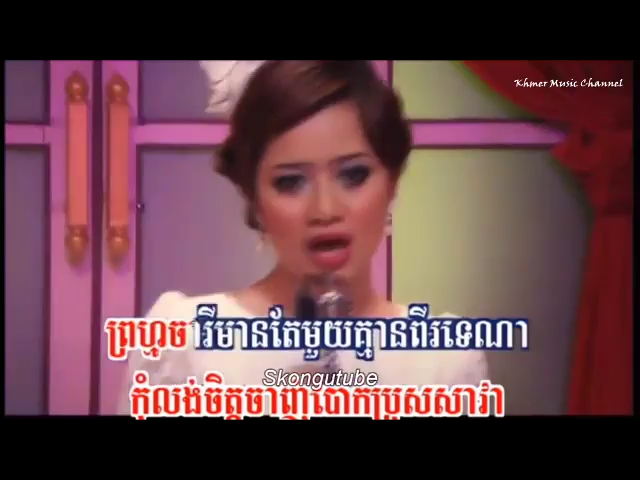 Khmer Music Channel
ព្រហ្មចារីមានតែមួយគ្មានពីរទេណា
Skongutube
កុំលង់ចិត្តចាញ់បោកប្រុសសាវា